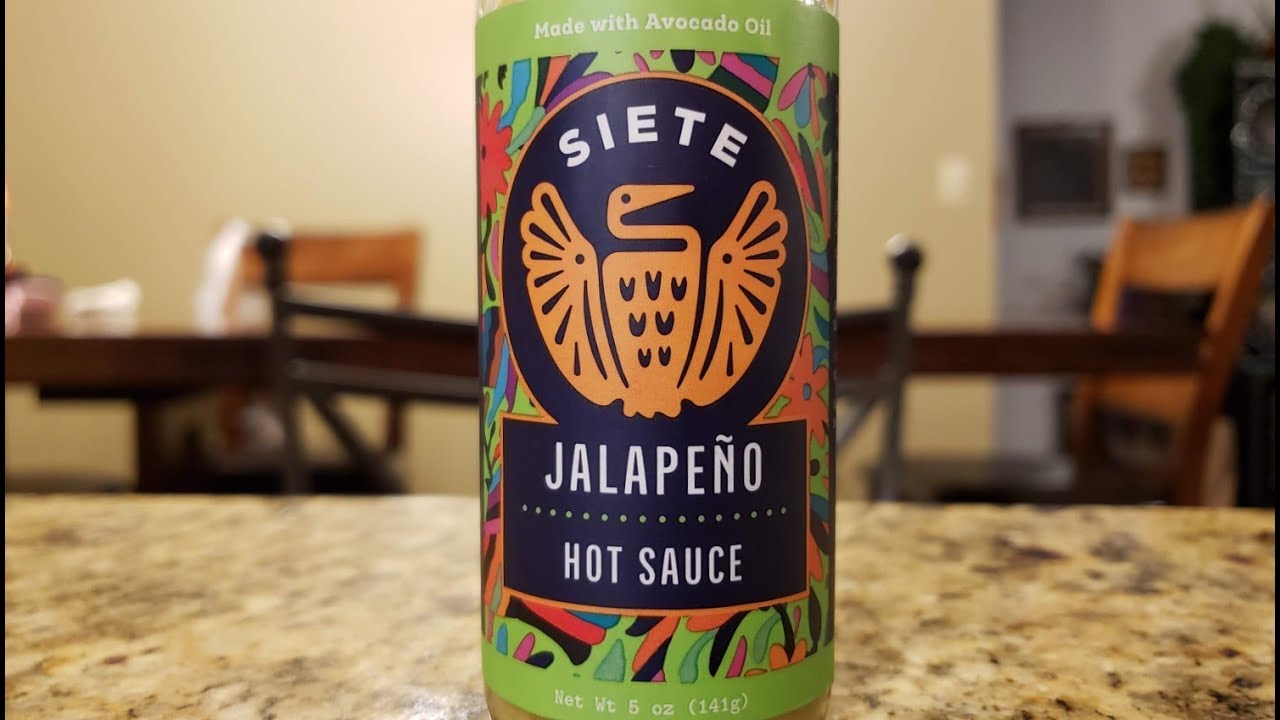 Made with Avocado Oil
SIETE
JALAPEÑO
HOT SAUCE
Net Wt 5 oz (141g)